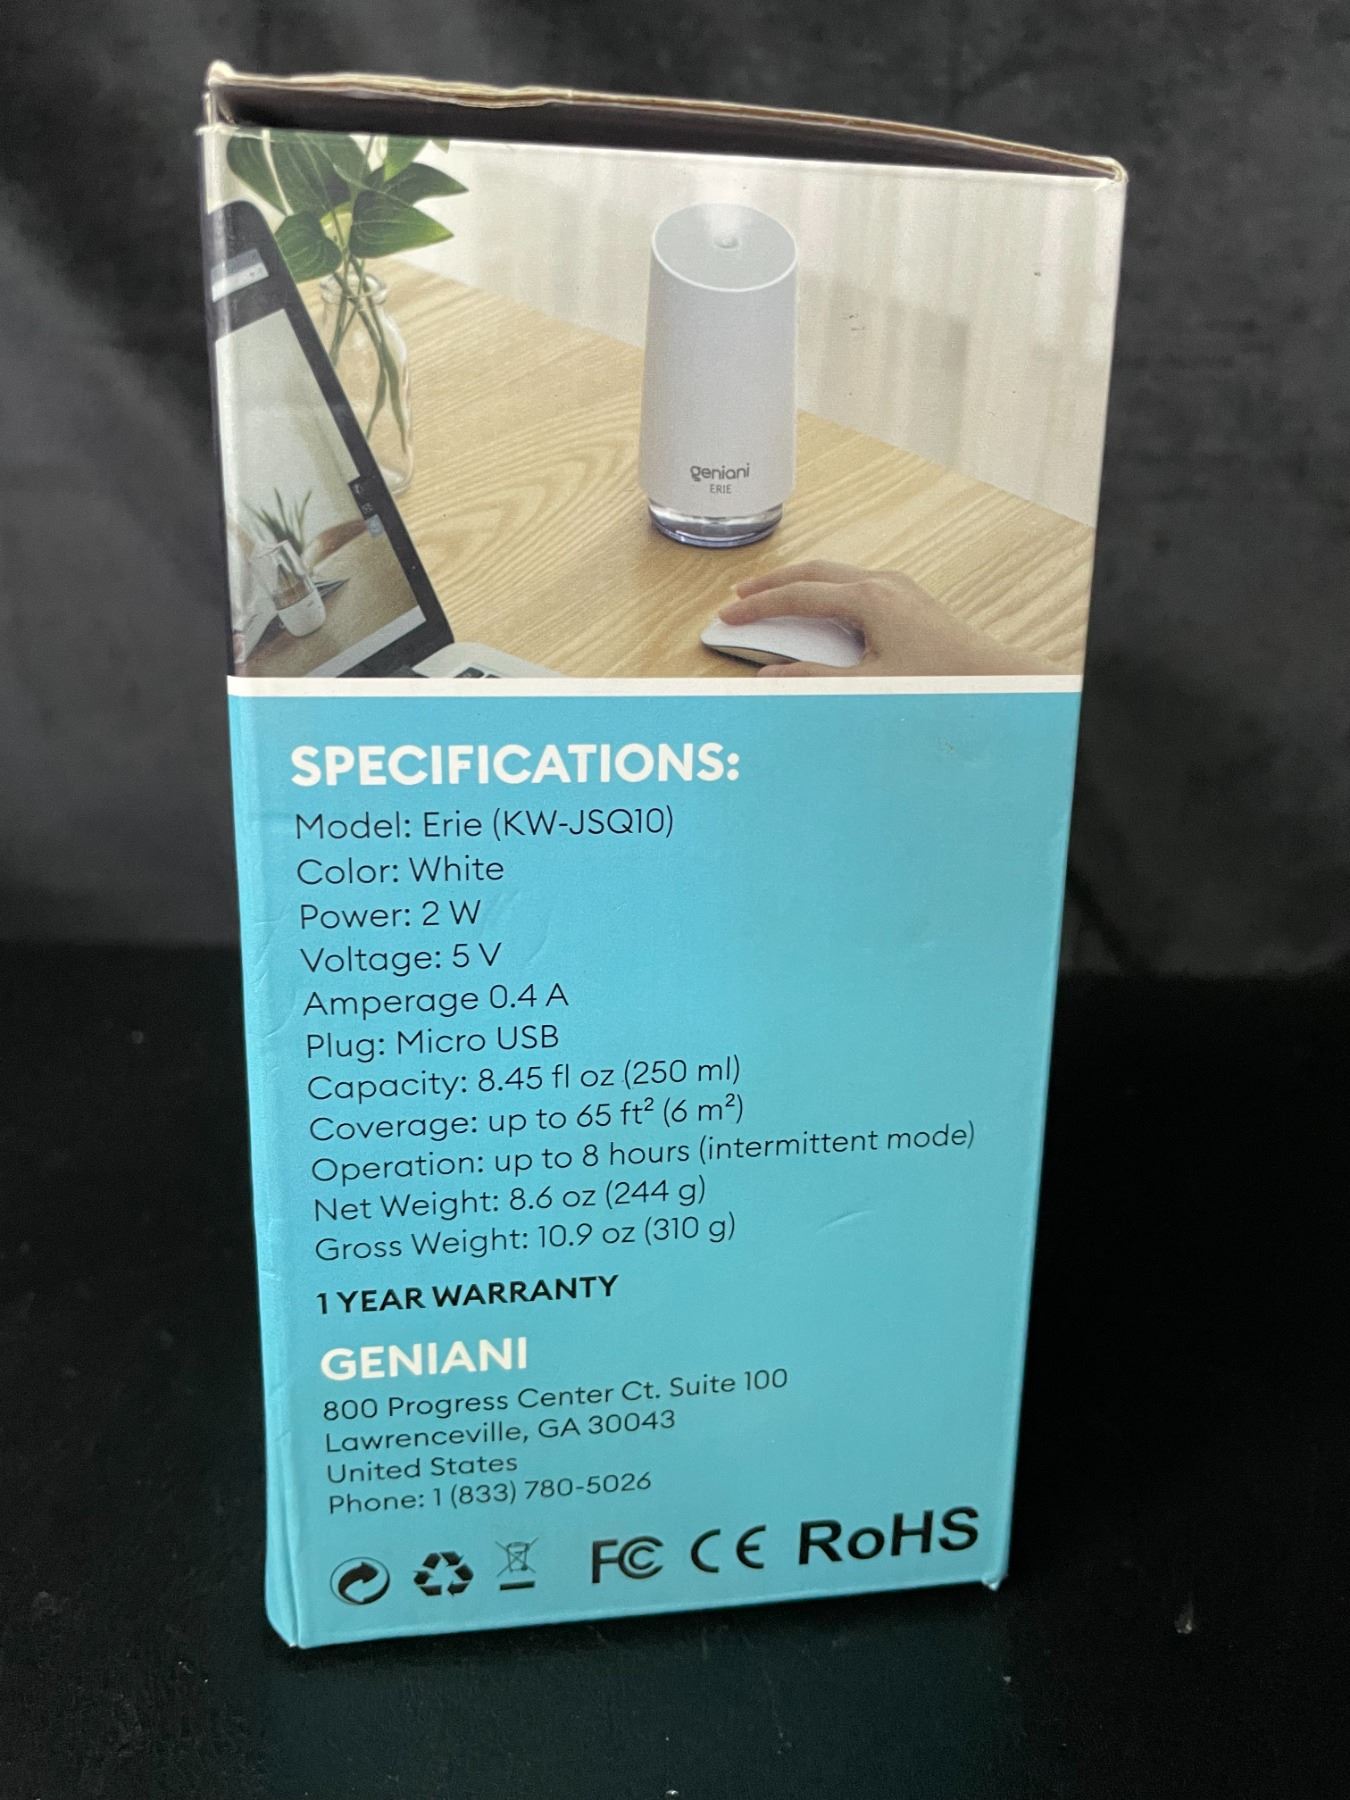 geniani
ERIE
SPECIFICATIONS:
Model: Erie (KW-JSQ10)
Color: White
Power: 2 W
Voltage: 5 V
Amperage 0.4 A
Plug: Micro USB
Capacity: 8.45 fl oz (250 ml)
Coverage: up to 65 ft² (6 m²)
Operation: up to 8 hours (intermittent mode)
Net Weight: 8.6 oz (244 g)
Gross Weight: 10.9 oz (310 g)
1 YEAR WARRANTY
GENIANI
800 Progress Center Ct. Suite 100
Lawrenceville, GA 30043
United States
Phone: 1 (833) 780-5026
FC CE RoHS